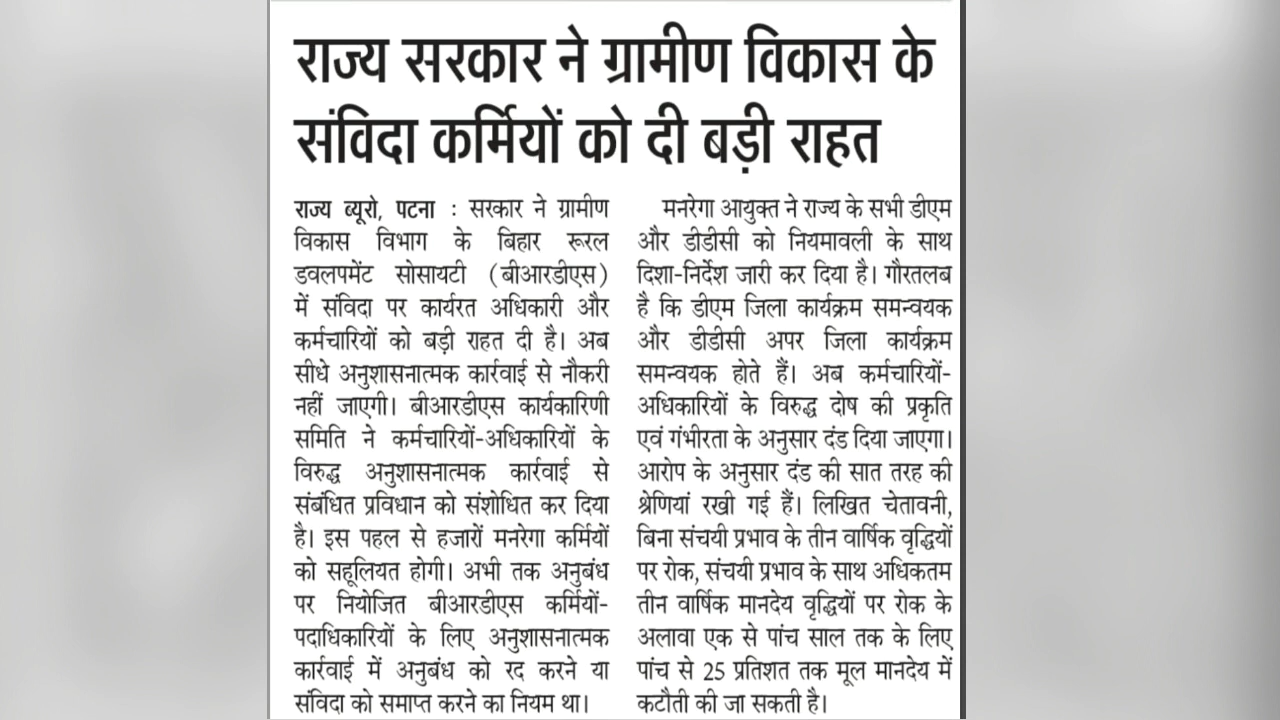 राज्य सरकार ने ग्रामीण विकास के
संविदा कर्मियों को दी बड़ी राहत
राज्य ब्यूरो, पटना : सरकार ने ग्रामीण
विकास विभाग के बिहार रूरल
डवलपमेंट सोसायटी (बीआरडीएस)
में संविदा पर कार्यरत अधिकारी और
कर्मचारियों को बड़ी राहत दी है। अब
सीधे अनुशासनात्मक कार्रवाई से नौकरी
नहीं जाएगी। बीआरडीएस कार्यकारिणी
समिति ने कर्मचारियों-अधिकारियों के
विरुद्ध अनुशासनात्मक कार्रवाई से
संबंधित प्रविधान को संशोधित कर दिया
है। इस पहल से हजारों मनरेगा कर्मियों
को सहूलियत होगी। अभी तक अनुबंध
पर नियोजित बीआरडीएस कर्मियों-
पदाधिकारियों के लिए अनुशासनात्मक
कार्रवाई में अनुबंध को रद करने या
संविदा को समाप्त करने का नियम था।
मनरेगा आयुक्त ने राज्य के सभी डीएम
और डीडीसी को नियमावली के साथ
दिशा-निर्देश जारी कर दिया है। गौरतलब
है कि डीएम जिला कार्यक्रम समन्वयक
और डीडीसी अपर जिला कार्यक्रम
समन्वयक होते हैं। अब कर्मचारियों-
अधिकारियों के विरुद्ध दोष की प्रकृति
एवं गंभीरता के अनुसार दंड दिया जाएगा।
आरोप के अनुसार दंड की सात तरह की
श्रेणियां रखी गई हैं। लिखित चेतावनी,
बिना संचयी प्रभाव के तीन वार्षिक वृद्धियों
पर रोक, संचयी प्रभाव के साथ अधिकतम
तीन वार्षिक मानदेय वृद्धियों पर रोक के
अलावा एक से पांच साल तक के लिए
पांच से 25 प्रतिशत तक मूल मानदेय में
कटौती की जा सकती है।